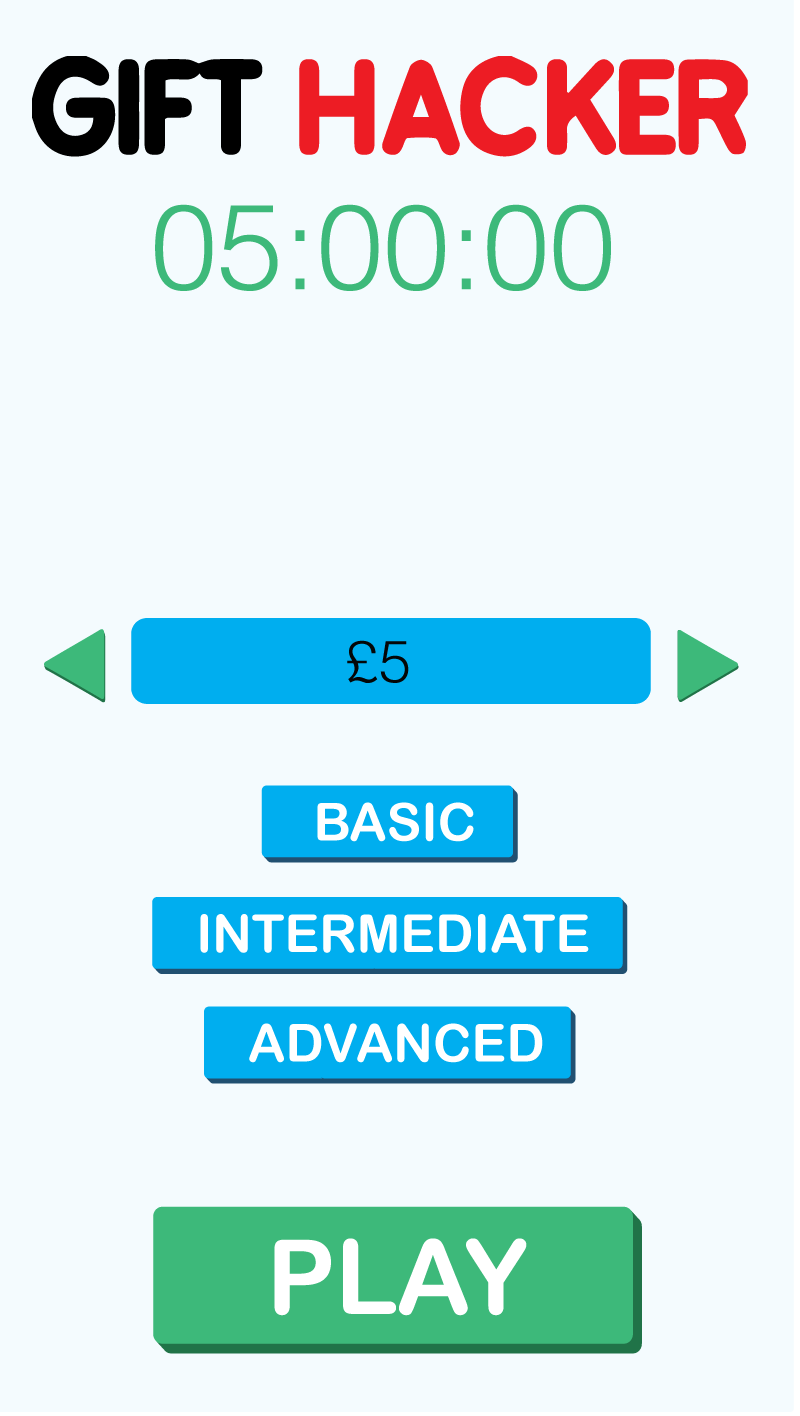 GIFT HACKER
05:00:00
£5
BASIC
INTERMEDIATE
ADVANCED
PLAY